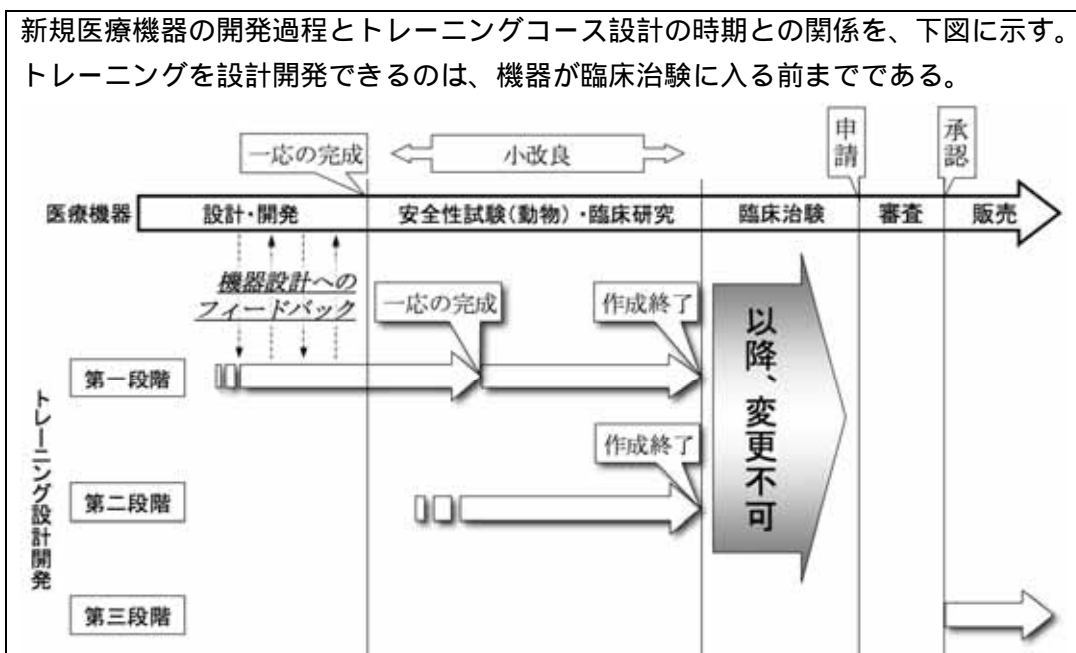 新規医療機器の開発過程とトレーニングコース設計の時期との関係を、下図に示す。
トレーニングを設計開発できるのは、機器が臨床治験に入る前までである。
一応の完成
小改良
申請
承認
医療機器
設計・開発
安全性試験(動物)・臨床研究
臨床治験
審査
販売
機器設計への
フィードバック
一応の完成
作成終了
以降、変更不可
第一段階
作成終了
トレーニング設計開発
第二段階
第三段階